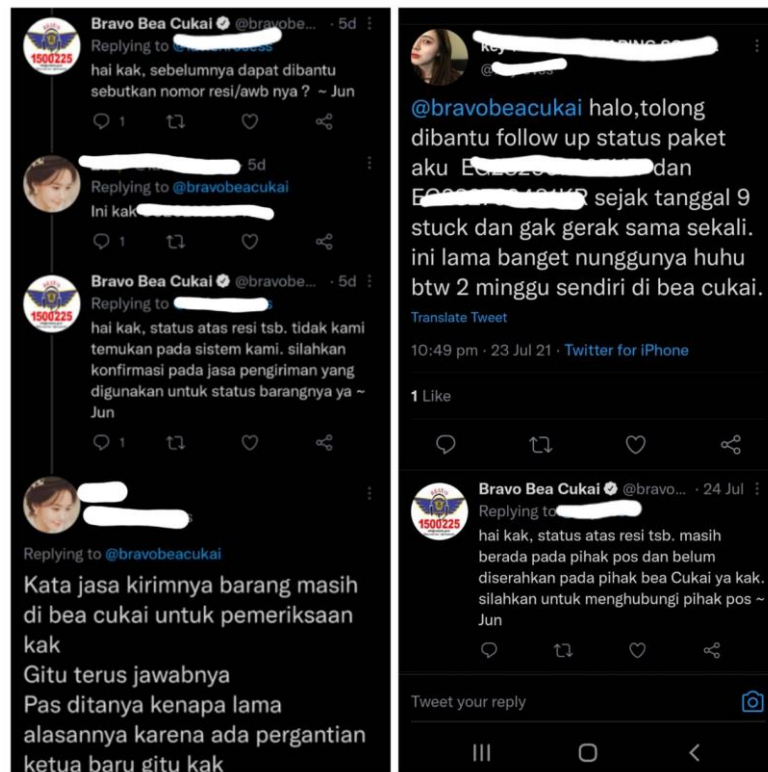 Bravo Bea Cukai @bravobe... · 5d
Replying to
1500225
hai kak, sebelumnya dapat dibantu
sebutkan nomor resi/awb nya ? ~ Jun
1
5d
Replying to @bravobeacukai
Ini kak
1
Bravo Bea Cukai @bravobe... · 5d
Replying to
1500225
hai kak, status atas resi tsb. tidak kami
temukan pada sistem kami. silahkan
konfirmasi pada jasa pengiriman yang
digunakan untuk status barangnya ya ~
Jun
1
Replying to @bravobeacukai
Kata jasa kirimnya barang masih
di bea cukai untuk pemeriksaan
kak
Gitu terus jawabnya
Pas ditanya kenapa lama
alasannya karena ada pergantian
ketua baru gitu kak
@bravobeacukai halo,tolong
dibantu follow up status paket
aku dan
sejak tanggal 9
stuck dan gak gerak sama sekali.
ini lama banget nunggunya huhu
btw 2 minggu sendiri di bea cukai.
Translate Tweet
10:49 pm · 23 Jul 21 · Twitter for iPhone
1 Like
Bravo Bea Cukai @bravo... · 24 Jul
Replying to
1500225
hai kak, status atas resi tsb. masih
berada pada pihak pos dan belum
diserahkan pada pihak bea Cukai ya kak.
silahkan untuk menghubungi pihak pos ~
Jun
Tweet your reply